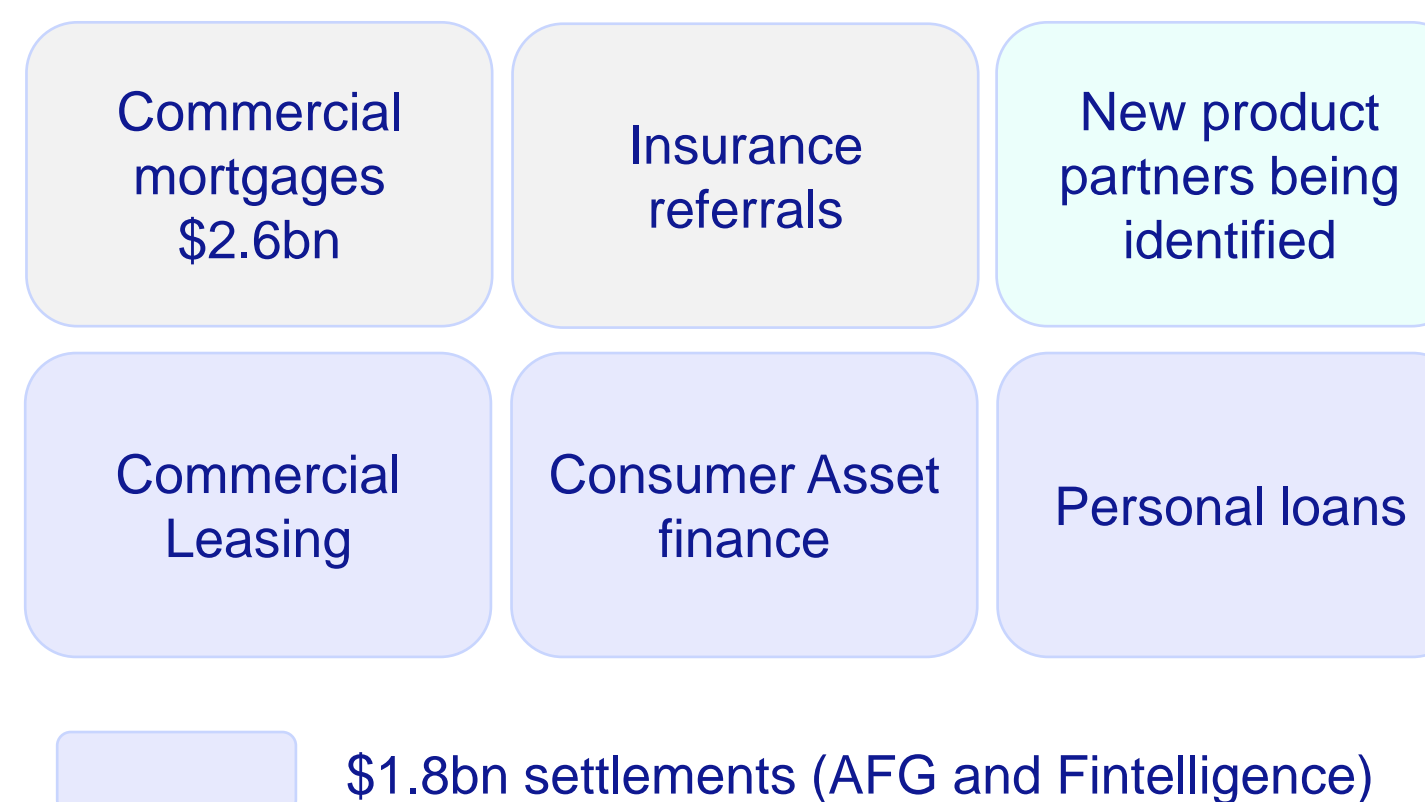 Commercial
mortgages
$2.6bn
Insurance
referrals
New product
partners being
identified
Commercial
Leasing
Consumer Asset
finance
Personal loans
$1.8bn settlements (AFG and Fintelligence)